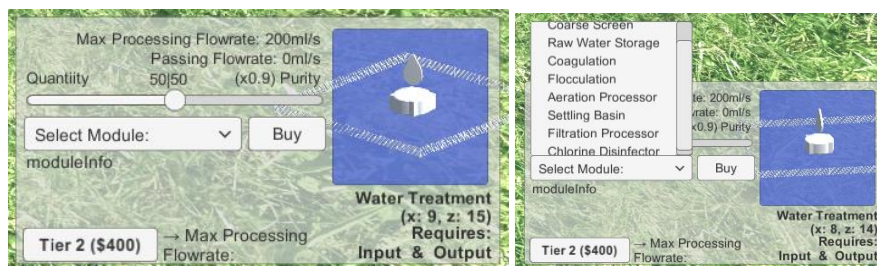 Max Processing Flowrate: 200ml/s
Passing Flowrate: 0ml/s
Quantiity 50|50 (x0.9) Purity
Select Module: Buy
moduleInfo
Water Treatment
(x: 9, z: 15)
Requires:
Input & Output
Tier 2 ($400) → Max Processing
Flowrate:
Coarse Screen
Raw Water Storage
Coagulation
Flocculation
Aeration Processor
Settling Basin
Filtration Processor
Chlorine Disinfector
200ml/s
0ml/s
(x0.9) Purity
Select Module: Buy
moduleInfo
Water Treatment
(x: 8, z: 14)
Requires:
Input & Output
Tier 2 ($400) → Max Processing
Flowrate: